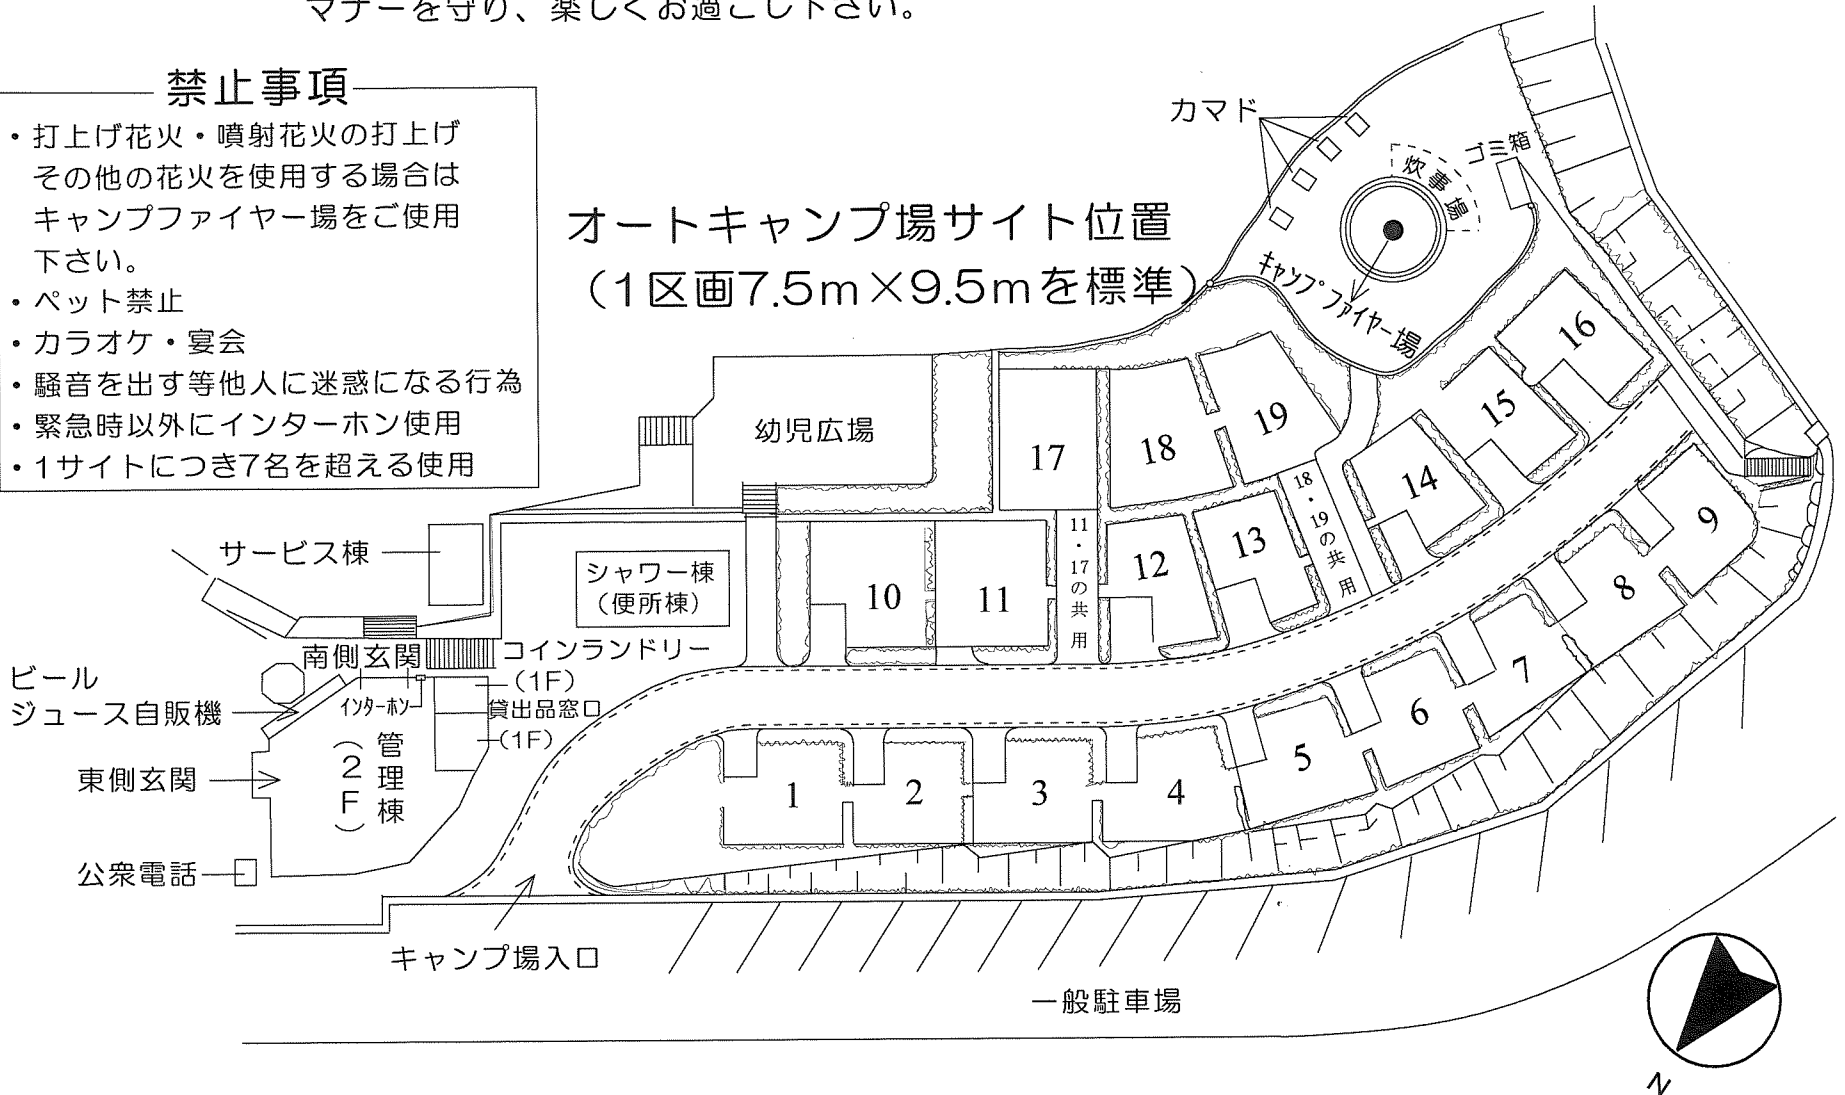 マナーを守り、楽しくお過ごし下さい。
禁止事項
・打上げ花火・噴射花火の打上げ
その他の花火を使用する場合は
キャンプファイヤー場をご使用
下さい。
・ペット禁止
・カラオケ・宴会
・騒音を出す等他人に迷惑になる行為
・緊急時以外にインターホン使用
・1サイトにつき7名を超える使用
オートキャンプ場サイト位置
(1区画7.5m×9.5mを標準)
カマド
炊事場
ゴミ箱
キャンプファイヤー場
幼児広場
17
18
19
14
15
16
18・19の共用
11・17の共用
サービス棟
シャワー棟
(便所棟)
10
11
12
13
9
8
7
6
5
4
3
2
1
南側玄関
コインランドリー
(1F)
ビール
ジュース自販機
インターホン
貸出品窓口
(1F)
管理棟
(2F)
東側玄関
公衆電話
キャンプ場入口
一般駐車場
N